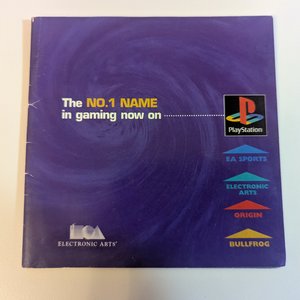 The NO.1 NAME
in gaming now on
PlayStation
EA SPORTS
ELECTRONIC
ARTS
ORIGIN
BULLFROG
ELECTRONIC ARTS®